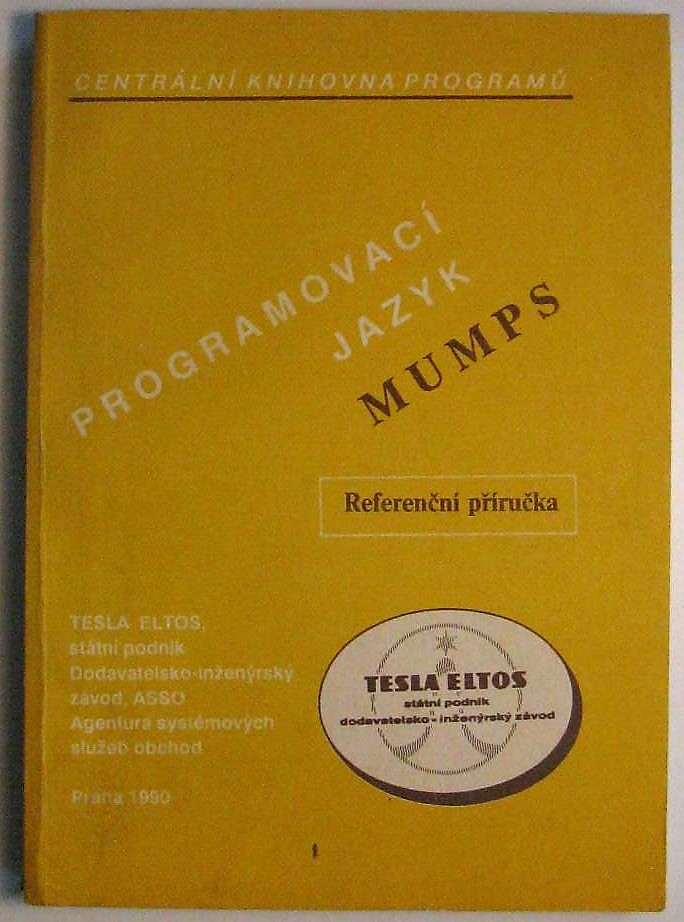 CENTRÁLNÍ KNIHOVNA PROGRAMŮ
PROGRAMOVACÍ
JAZYK
MUMPS
Referenční příručka
TESLA ELTOS,
státní podnik
Dodavatelsko-inženýrský
závod, ASSO
Agentura systémových
služeb obchod
Praha 1990
TESLA ELTOS
státní podnik
dodavatelsko-inženýrský závod
1